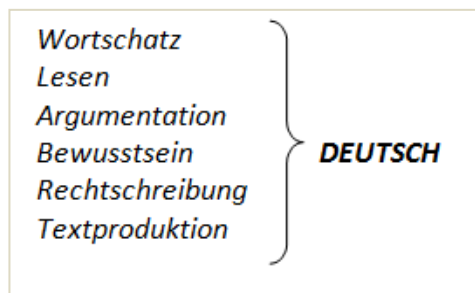 Wortschatz
Lesen
Argumentation
Bewusstsein
Rechtschreibung
Textproduktion
DEUTSCH